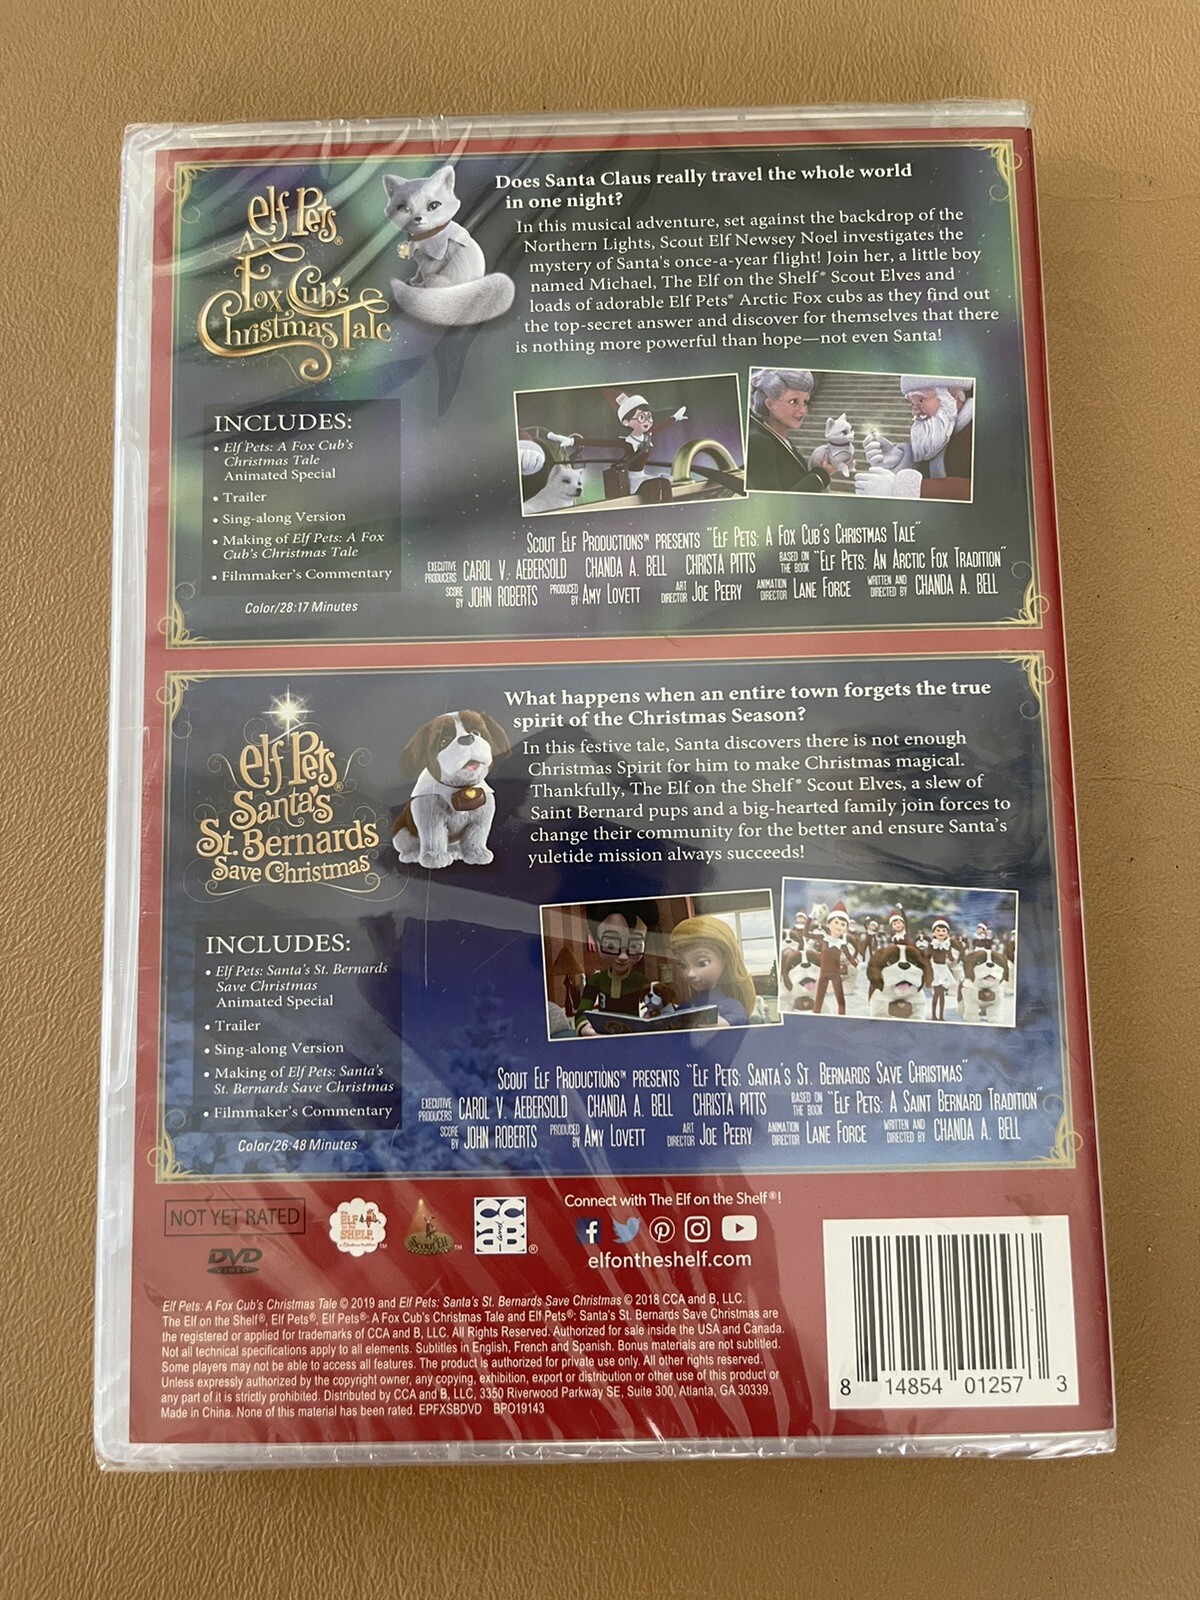 Elf Pets®
A
Fox Cub's
Christmas Tale
Does Santa Claus really travel the whole world
in one night?
In this musical adventure, set against the backdrop of the
Northern Lights, Scout Elf Newsey Noel investigates the
mystery of Santa's once-a-year flight! Join her, a little boy
named Michael, The Elf on the Shelf® Scout Elves and
loads of adorable Elf Pets® Arctic Fox cubs as they find out
the top-secret answer and discover for themselves that there
is nothing more powerful than hope—not even Santa!
INCLUDES:
• Elf Pets: A Fox Cub's
Christmas Tale
Animated Special
• Trailer
• Sing-along Version
• Making of Elf Pets: A Fox
Cub's Christmas Tale
• Filmmaker's Commentary
Color/28:17 Minutes
SCOUT ELF PRODUCTIONS™ PRESENTS "ELF PETS: A FOX CUB'S CHRISTMAS TALE"
EXECUTIVE PRODUCERS CAROL V. AEBERSOLD CHANDA A. BELL CHRISTA PITTS BASED ON THE BOOK "ELF PETS: AN ARCTIC FOX TRADITION"
SCORE BY JOHN ROBERTS PRODUCED BY AMY LOVETT ART DIRECTOR JOE PEERY ANIMATION DIRECTOR LANE FORCE WRITTEN AND DIRECTED BY CHANDA A. BELL
Elf Pets®
Santa's
St. Bernards
Save Christmas
What happens when an entire town forgets the true
spirit of the Christmas Season?
In this festive tale, Santa discovers there is not enough
Christmas Spirit for him to make Christmas magical.
Thankfully, The Elf on the Shelf® Scout Elves, a slew of
Saint Bernard pups and a big-hearted family join forces to
change their community for the better and ensure Santa's
yuletide mission always succeeds!
INCLUDES:
• Elf Pets: Santa's St. Bernards
Save Christmas
Animated Special
• Trailer
• Sing-along Version
• Making of Elf Pets: Santa's
St. Bernards Save Christmas
• Filmmaker's Commentary
Color/26:48 Minutes
SCOUT ELF PRODUCTIONS™ PRESENTS "ELF PETS: SANTA'S ST. BERNARDS SAVE CHRISTMAS"
EXECUTIVE PRODUCERS CAROL V. AEBERSOLD CHANDA A. BELL CHRISTA PITTS BASED ON THE BOOK "ELF PETS: A SAINT BERNARD TRADITION"
SCORE BY JOHN ROBERTS PRODUCED BY AMY LOVETT ART DIRECTOR JOE PEERY ANIMATION DIRECTOR LANE FORCE WRITTEN AND DIRECTED BY CHANDA A. BELL
NOT YET RATED
DVD
VIDEO
THE ELF ON THE SHELF
a Christmas tradition ™
Scout Elf ™
CCA and B ®
Connect with The Elf on the Shelf®!
elfontheshelf.com
Elf Pets: A Fox Cub's Christmas Tale © 2019 and Elf Pets: Santa's St. Bernards Save Christmas © 2018 CCA and B, LLC.
The Elf on the Shelf®, Elf Pets®, Elf Pets®: A Fox Cub's Christmas Tale and Elf Pets®: Santa's St. Bernards Save Christmas are
the registered or applied for trademarks of CCA and B, LLC. All Rights Reserved. Authorized for sale inside the USA and Canada.
Not all technical specifications apply to all elements. Subtitles in English, French and Spanish. Bonus materials are not subtitled.
Some players may not be able to access all features. The product is authorized for private use only. All other rights reserved.
Unless expressly authorized by the copyright owner, any copying, exhibition, export or distribution or other use of this product or
any part of it is strictly prohibited. Distributed by CCA and B, LLC, 3350 Riverwood Parkway SE, Suite 300, Atlanta, GA 30339.
Made in China. None of this material has been rated. EPFXSBDVD BPO19143
8 14854 01257 3